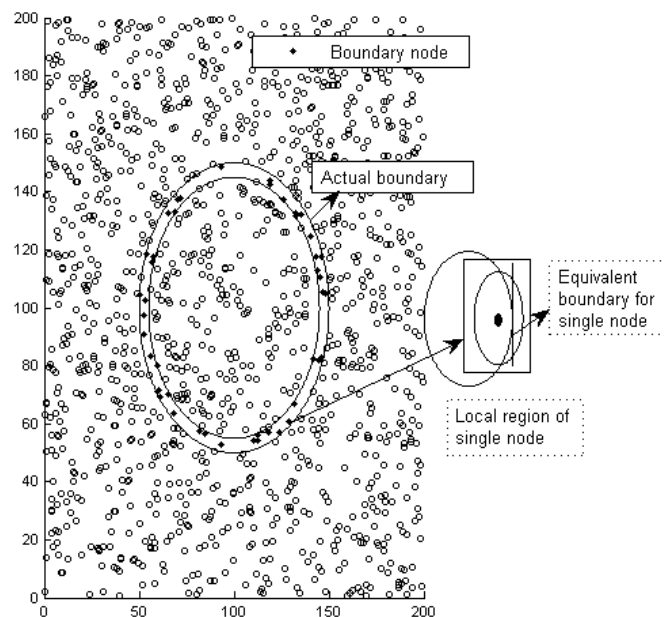 200
180
160
140
120
100
80
60
40
20
0
0
50
100
150
200
Boundary node
Actual boundary
Equivalent
boundary for
single node
Local region of
single node